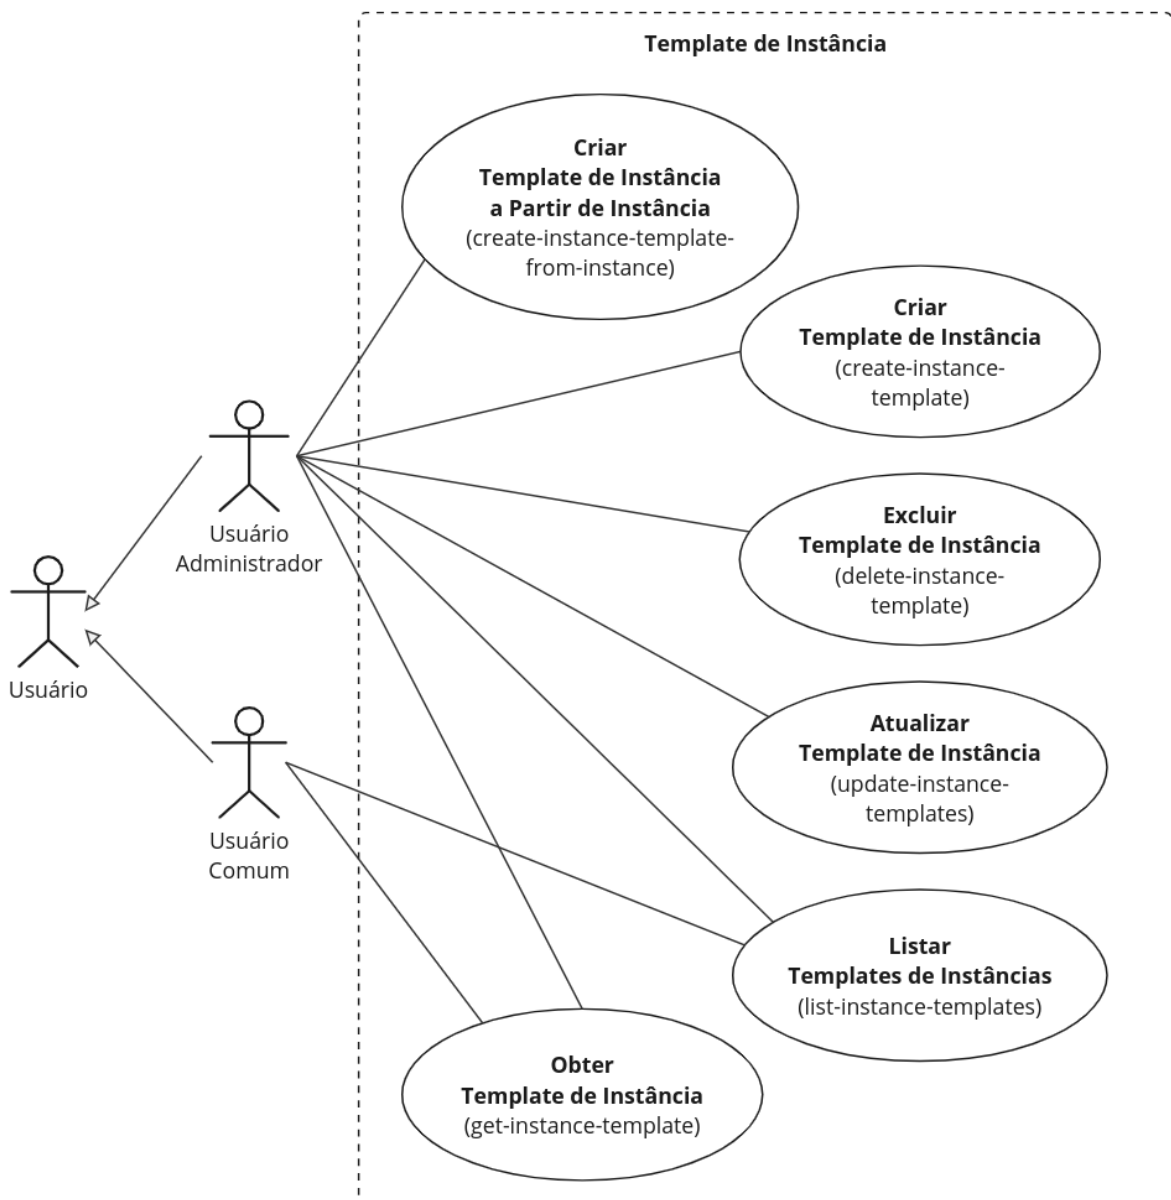 Template de Instância
Criar
Template de Instância
a Partir de Instância
(create-instance-template-
from-instance)
Criar
Template de Instância
(create-instance-
template)
Usuário
Administrador
Excluir
Template de Instância
(delete-instance-
template)
Usuário
Atualizar
Template de Instância
(update-instance-
templates)
Usuário
Comum
Listar
Templates de Instâncias
(list-instance-templates)
Obter
Template de Instância
(get-instance-template)